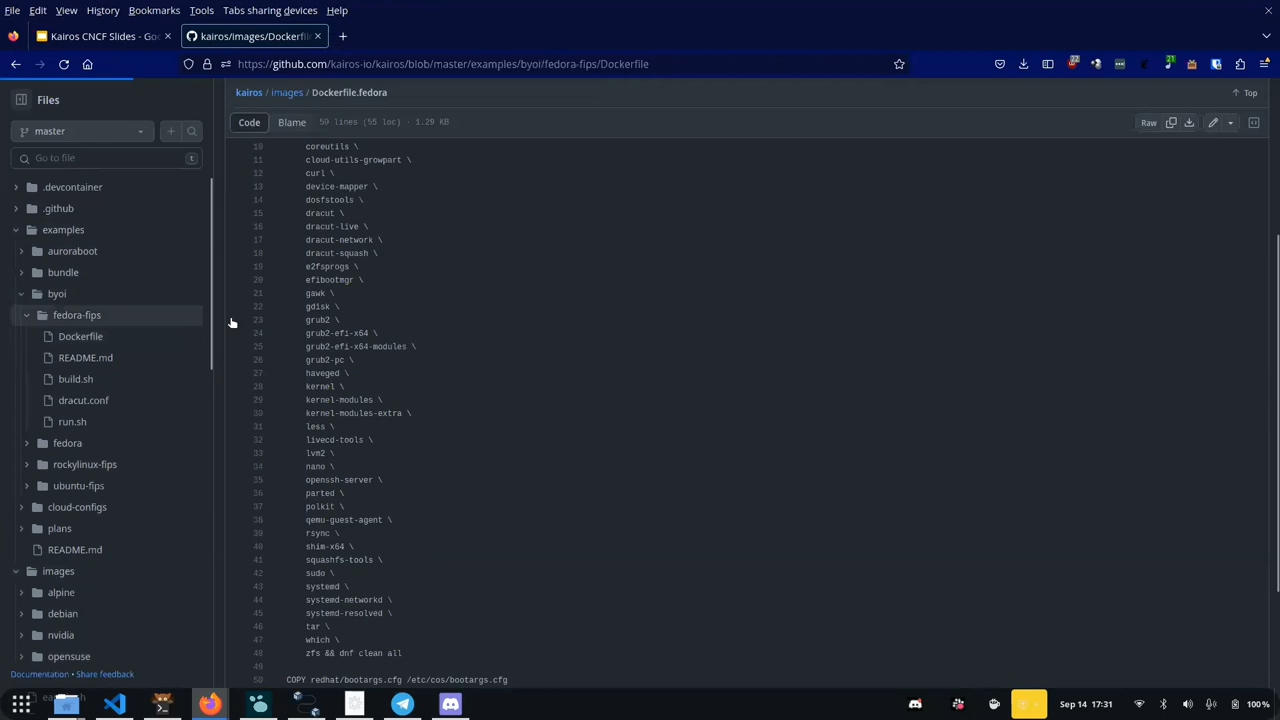 File Edit View History Bookmarks Tools Tabs sharing devices Help
Kairos CNCF Slides - Goo
kairos/images/Dockerfil
https://github.com/kairos-io/kairos/blob/master/examples/byoi/fedora-fips/Dockerfile
Files
kairos / images / Dockerfile.fedora
Top
master
Code Blame 59 lines (55 loc) · 1.29 KB
Raw
Go to file t
.devcontainer
.github
examples
auroraboot
bundle
byoi
fedora-fips
Dockerfile
README.md
build.sh
dracut.conf
run.sh
fedora
rockylinux-fips
ubuntu-fips
cloud-configs
plans
README.md
images
alpine
debian
nvidia
opensuse
Documentation • Share feedback
10 coreutils \
11 cloud-utils-growpart \
12 curl \
13 device-mapper \
14 dosfstools \
15 dracut \
16 dracut-live \
17 dracut-network \
18 dracut-squash \
19 e2fsprogs \
20 efibootmgr \
21 gawk \
22 gdisk \
23 grub2 \
24 grub2-efi-x64 \
25 grub2-efi-x64-modules \
26 grub2-pc \
27 haveged \
28 kernel \
29 kernel-modules \
30 kernel-modules-extra \
31 less \
32 livecd-tools \
33 lvm2 \
34 nano \
35 openssh-server \
36 parted \
37 polkit \
38 qemu-guest-agent \
39 rsync \
40 shim-x64 \
41 squashfs-tools \
42 sudo \
43 systemd \
44 systemd-networkd \
45 systemd-resolved \
46 tar \
47 which \
48 zfs && dnf clean all
49
50 COPY redhat/bootargs.cfg /etc/cos/bootargs.cfg
Sep 14 17:31
100 %